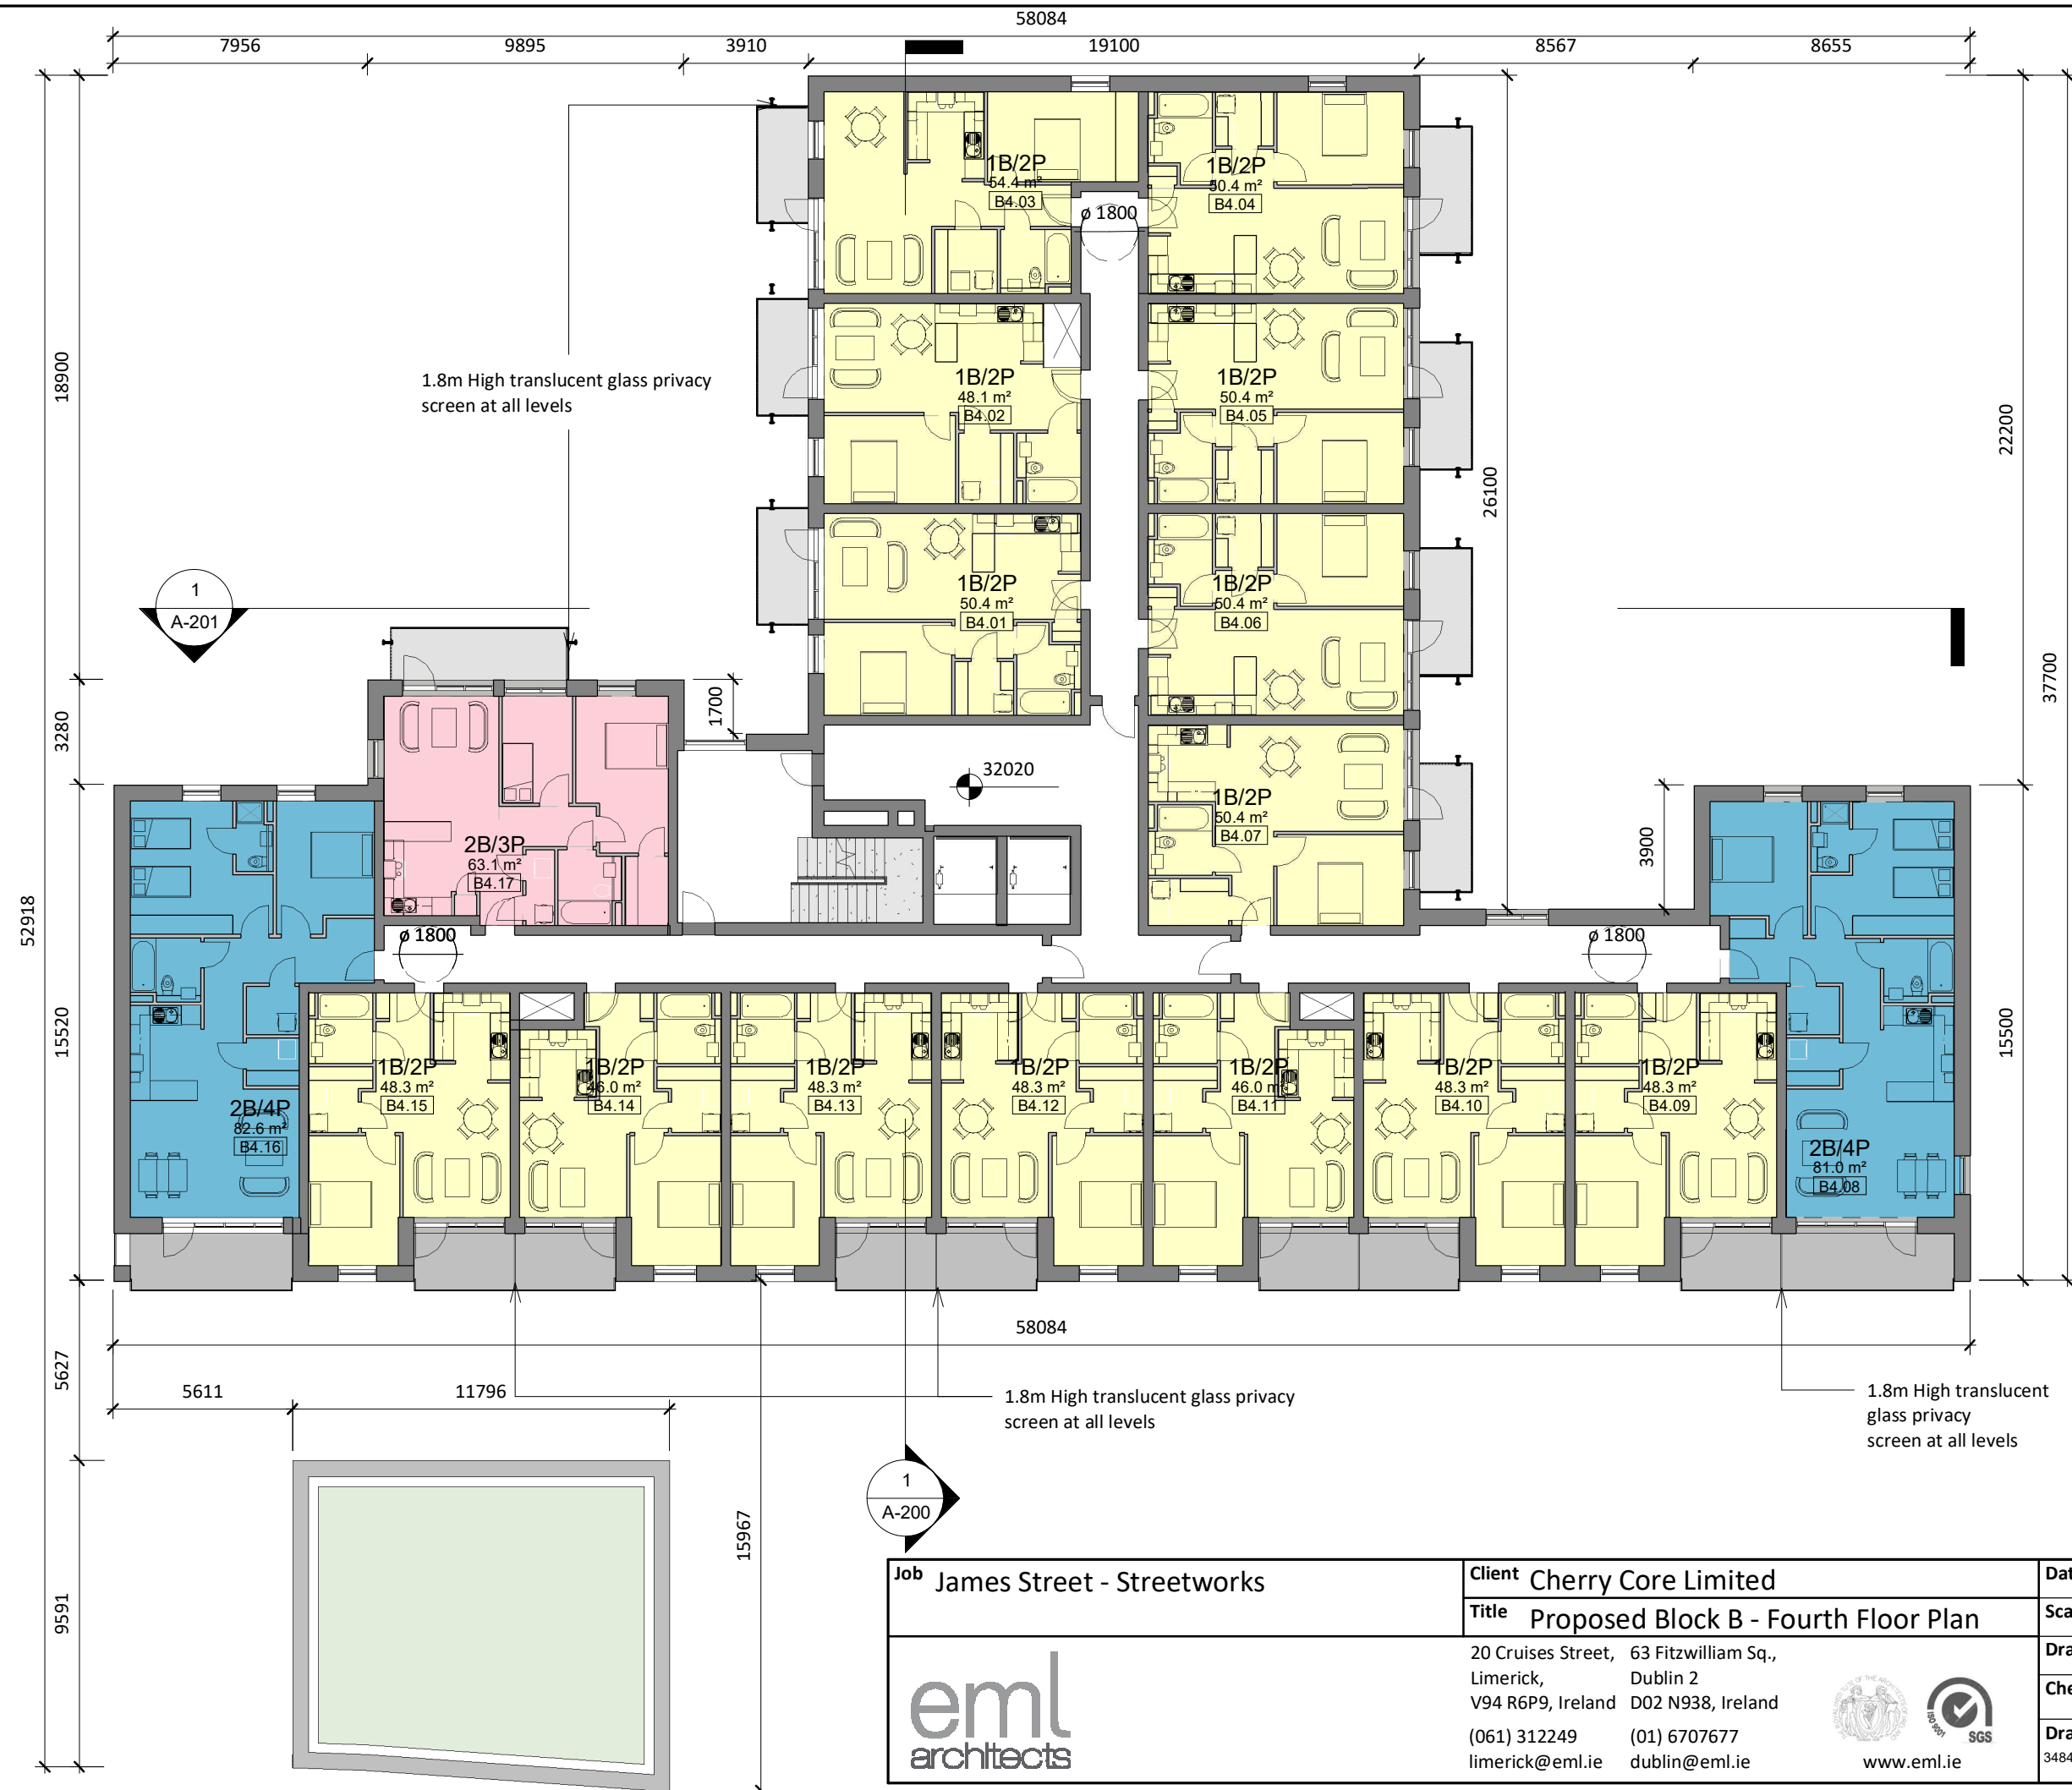 58084
7956
9895
3910
19100
8567
8655
18900
3280
15520
52918
5627
9591
22200
37700
15500
26100
3900
1700
1.8m High translucent glass privacy
screen at all levels
1
A-201
1B/2P
54.4 m²
B4.03
ø 1800
1B/2P
50.4 m²
B4.04
1B/2P
48.1 m²
B4.02
1B/2P
50.4 m²
B4.05
1B/2P
50.4 m²
B4.01
1B/2P
50.4 m²
B4.06
32020
1B/2P
50.4 m²
B4.07
2B/3P
63.1 m²
B4.17
ø 1800
ø 1800
2B/4P
82.6 m²
B4.16
1B/2P
48.3 m²
B4.15
1B/2P
46.0 m²
B4.14
1B/2P
48.3 m²
B4.13
1B/2P
48.3 m²
B4.12
1B/2P
46.0 m²
B4.11
1B/2P
48.3 m²
B4.10
1B/2P
48.3 m²
B4.09
2B/4P
81.0 m²
B4.08
58084
5611
11796
15967
1.8m High translucent glass privacy
screen at all levels
1.8m High translucent
glass privacy
screen at all levels
1
A-200
Job James Street - Streetworks
Client Cherry Core Limited
Title Proposed Block B - Fourth Floor Plan
eml
architects
20 Cruises Street,
Limerick,
V94 R6P9, Ireland
(061) 312249
limerick@eml.ie
63 Fitzwilliam Sq.,
Dublin 2
D02 N938, Ireland
(01) 6707677
dublin@eml.ie
ISO 9001
SGS
www.eml.ie
Dat
Sca
Dra
Che
Dra
3484